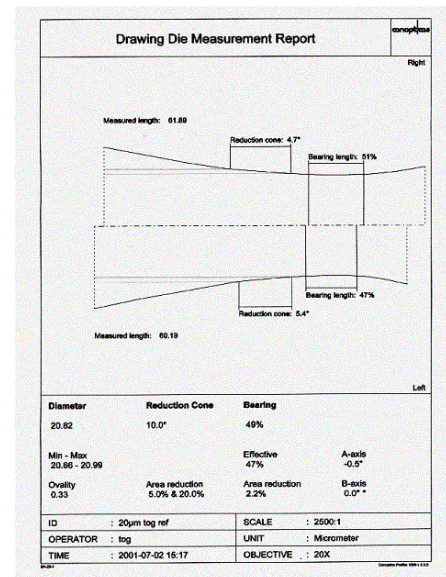 Drawing Die Measurement Report
conoptica
Right
Measured length: 61.89
Reduction cone: 4.7°
Bearing length: 51%
Bearing length: 47%
Reduction cone: 5.4°
Measured length: 60.19
Left
Diameter Reduction Cone Bearing
20.82 10.0° 49%
Min - Max Effective A-axis
20.66 - 20.99 47% -0.5°
Ovality Area reduction Area reduction B-axis
0.33 5.0% & 20.0% 2.2% 0.0° *
ID : 20µm tog ref SCALE : 2500:1
OPERATOR : tog UNIT : Micrometer
TIME : 2001-07-02 15:17 OBJECTIVE : 20X